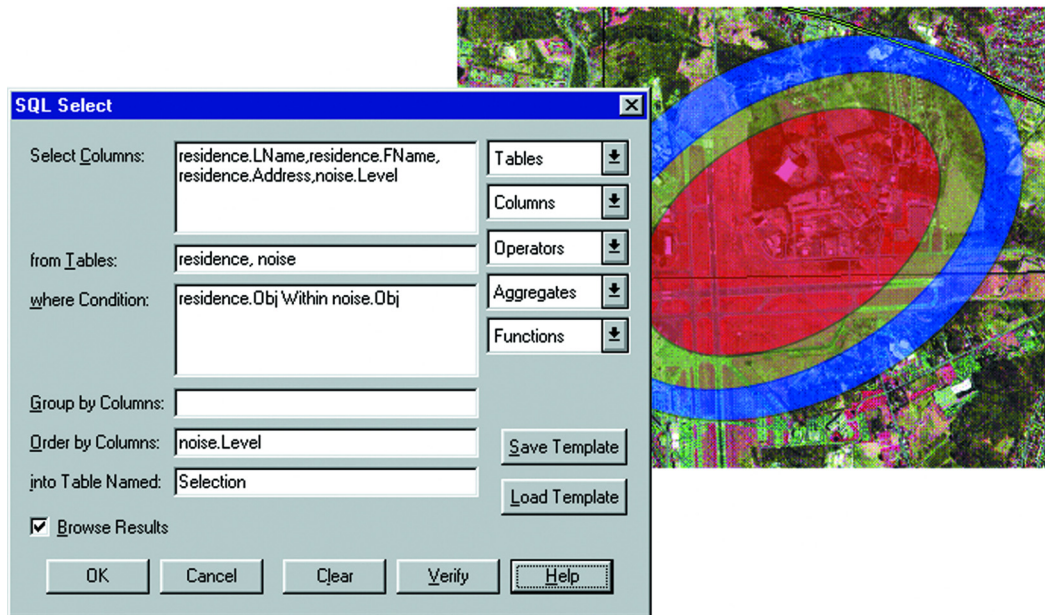 SQL Select
Select Columns:
residence.LName,residence.FName,
residence.Address,noise.Level
Tables
Columns
Operators
Aggregates
Functions
from Tables:
residence, noise
where Condition:
residence.Obj Within noise.Obj
Group by Columns:
Order by Columns:
noise.Level
into Table Named:
Selection
Save Template
Load Template
Browse Results
OK
Cancel
Clear
Verify
Help